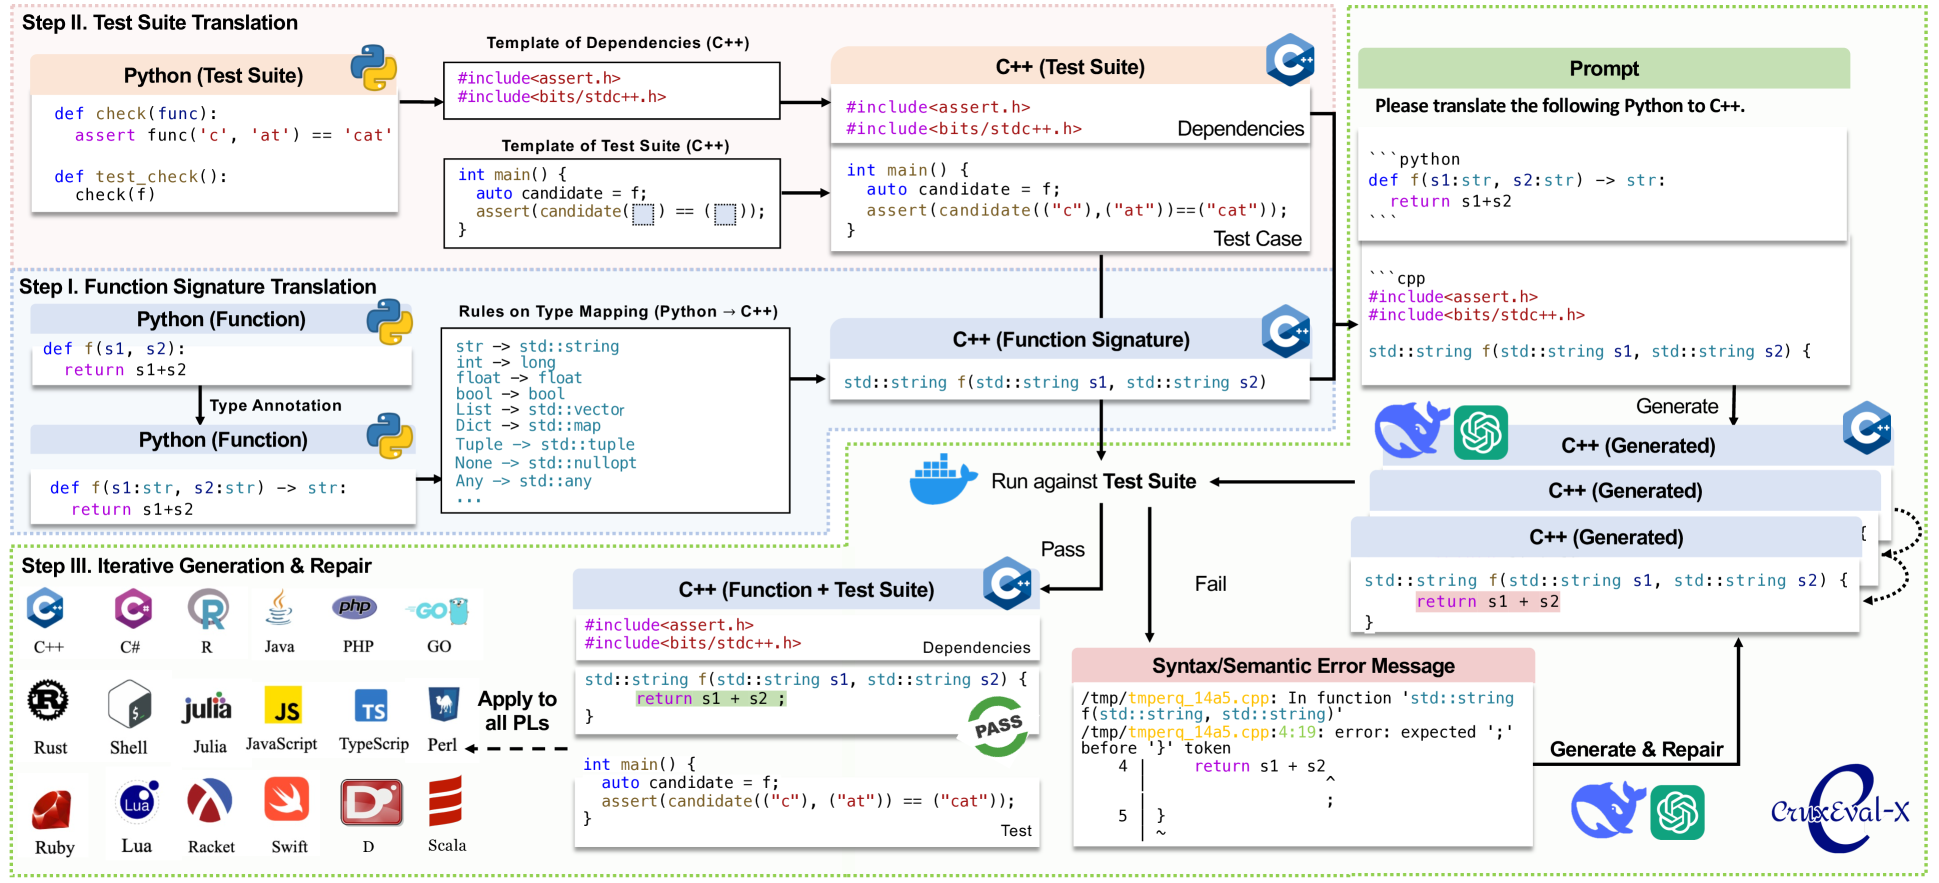 Step II. Test Suite Translation
Python (Test Suite)
def check(func):
assert func('c', 'at') == 'cat'
def test_check():
check(f)
Template of Dependencies (C++)
#include<assert.h>
#include<bits/stdc++.h>
Template of Test Suite (C++)
int main() {
auto candidate = f;
assert(candidate( ) == ( ));
}
C++ (Test Suite)
#include<assert.h>
#include<bits/stdc++.h>
Dependencies
int main() {
auto candidate = f;
assert(candidate(("c"),("at"))==("cat"));
}
Test Case
Step I. Function Signature Translation
Python (Function)
def f(s1, s2):
return s1+s2
Type Annotation
Python (Function)
def f(s1:str, s2:str) -> str:
return s1+s2
Rules on Type Mapping (Python → C++)
str -> std::string
int -> long
float -> float
bool -> bool
List -> std::vector
Dict -> std::map
Tuple -> std::tuple
None -> std::nullopt
Any -> std::any
...
C++ (Function Signature)
std::string f(std::string s1, std::string s2)
Prompt
Please translate the following Python to C++.
```python
def f(s1:str, s2:str) -> str:
return s1+s2
```
```cpp
#include<assert.h>
#include<bits/stdc++.h>
std::string f(std::string s1, std::string s2) {
Generate
C++ (Generated)
C++ (Generated)
{
C++ (Generated)
std::string f(std::string s1, std::string s2) {
return s1 + s2
}
Run against Test Suite
Pass
Fail
Step III. Iterative Generation & Repair
C++
C#
R
Java
php
PHP
GO
GO
Rust
Shell
julia
Julia
JS
JavaScript
TS
TypeScrip
Perl
Ruby
Lua
Lua
Racket
Swift
D
D
Scala
Apply to
all PLs
C++ (Function + Test Suite)
#include<assert.h>
#include<bits/stdc++.h>
Dependencies
std::string f(std::string s1, std::string s2) {
return s1 + s2 ;
}
PASS
int main() {
auto candidate = f;
assert(candidate(("c"), ("at")) == ("cat"));
}
Test
Syntax/Semantic Error Message
/tmp/tmperq_14a5.cpp: In function 'std::string
f(std::string, std::string)'
/tmp/tmperq_14a5.cpp:4:19: error: expected ';'
before '}' token
4 | return s1 + s2
| ^
| ;
5 | }
| ~
Generate & Repair
CruxEval-X